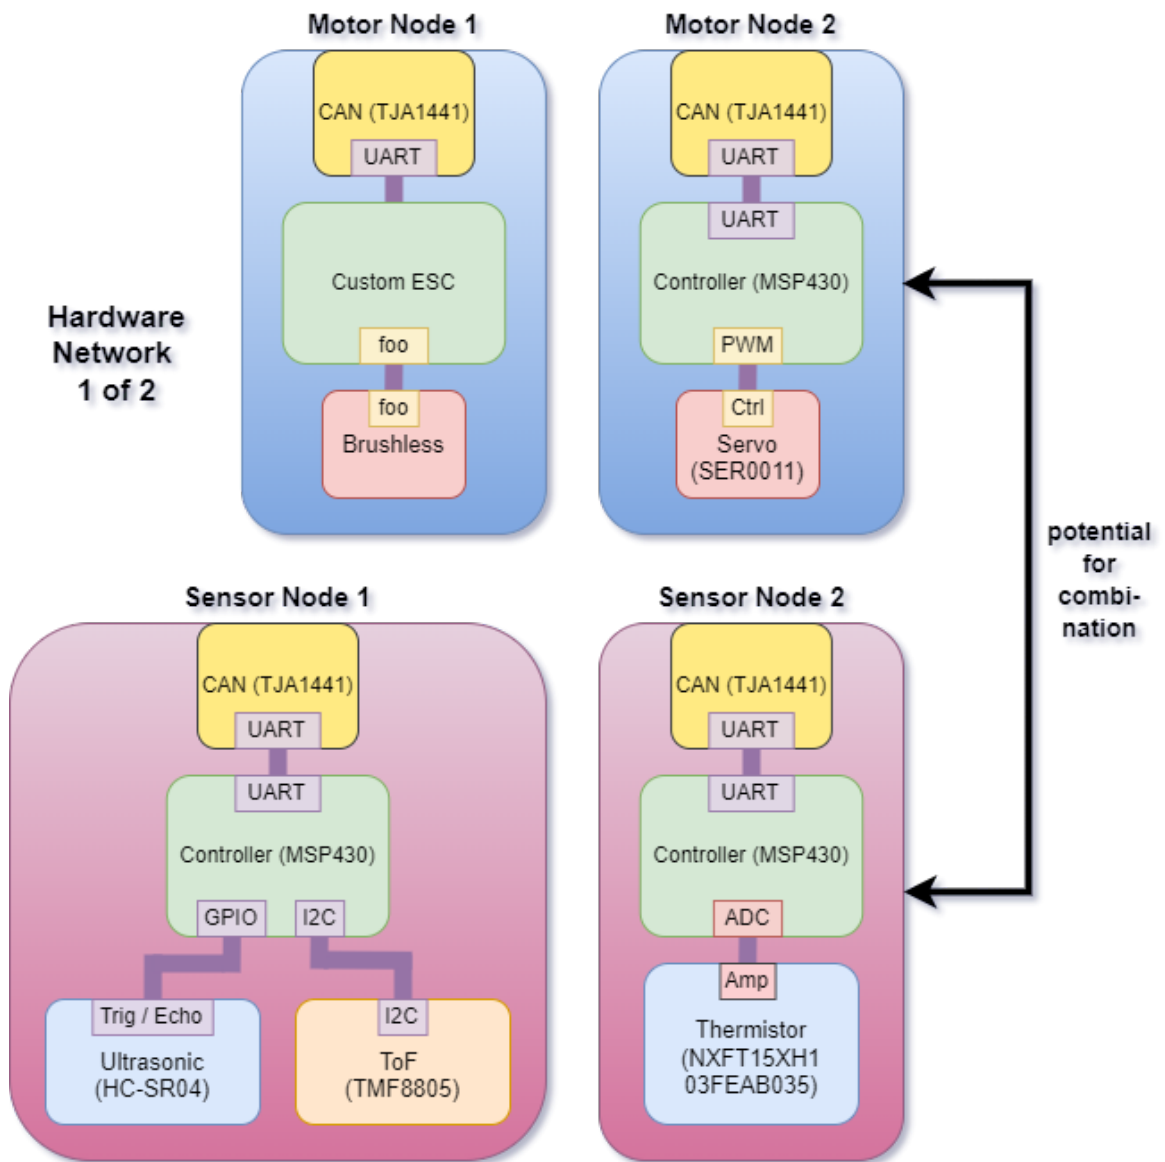 Motor Node 1
CAN (TJA1441)
UART
Custom ESC
foo
foo
Brushless
Motor Node 2
CAN (TJA1441)
UART
UART
Controller (MSP430)
PWM
Ctrl
Servo
(SER0011)
Hardware
Network
1 of 2
potential
for
combi-
nation
Sensor Node 1
CAN (TJA1441)
UART
UART
Controller (MSP430)
GPIO
I2C
Trig / Echo
Ultrasonic
(HC-SR04)
I2C
ToF
(TMF8805)
Sensor Node 2
CAN (TJA1441)
UART
UART
Controller (MSP430)
ADC
Amp
Thermistor
(NXFT15XH1
03FEAB035)